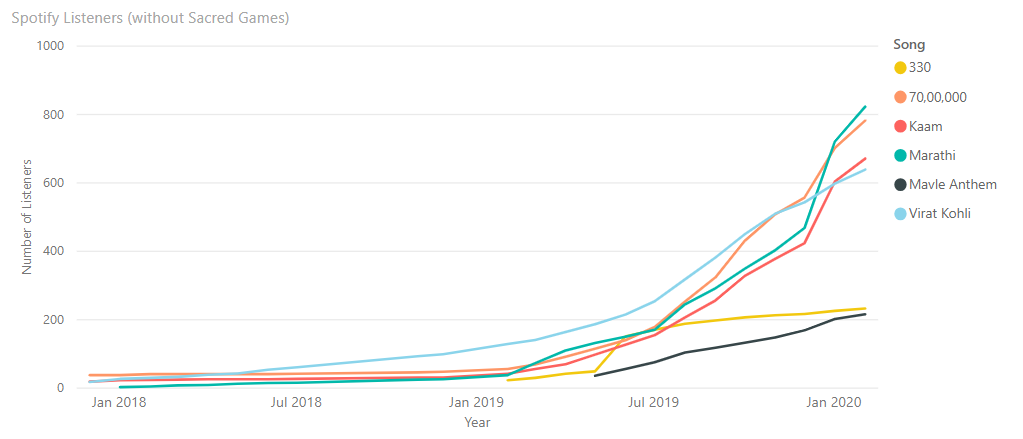 Spotify Listeners (without Sacred Games)
1000
800
600
400
200
0
Number of Listeners
Jan 2018
Jul 2018
Jan 2019
Jul 2019
Jan 2020
Year
Song
330
70,00,000
Kaam
Marathi
Mavle Anthem
Virat Kohli